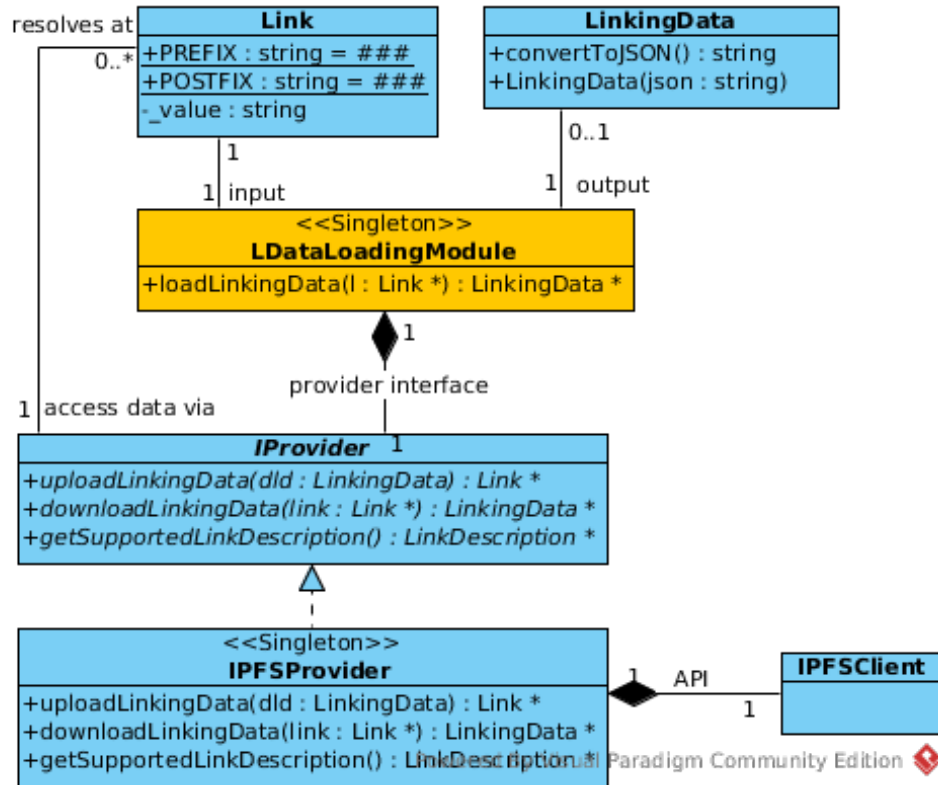 resolves at
0..*
Link
+PREFIX : string = ###
+POSTFIX : string = ###
-_value : string
LinkingData
+convertToJSON() : string
+LinkingData(json : string)
1
1 input
0..1
1 output
<<Singleton>>
LDataLoadingModule
+loadLinkingData(l : Link *) : LinkingData *
1
provider interface
1 access data via
1
IProvider
+uploadLinkingData(dld : LinkingData) : Link *
+downloadLinkingData(link : Link *) : LinkingData *
+getSupportedLinkDescription() : LinkDescription *
<<Singleton>>
IPFSProvider
+uploadLinkingData(dld : LinkingData) : Link *
+downloadLinkingData(link : Link *) : LinkingData *
+getSupportedLinkDescription() : LinkDescription *
1 API
1
IPFSClient
Powered By Visual Paradigm Community Edition